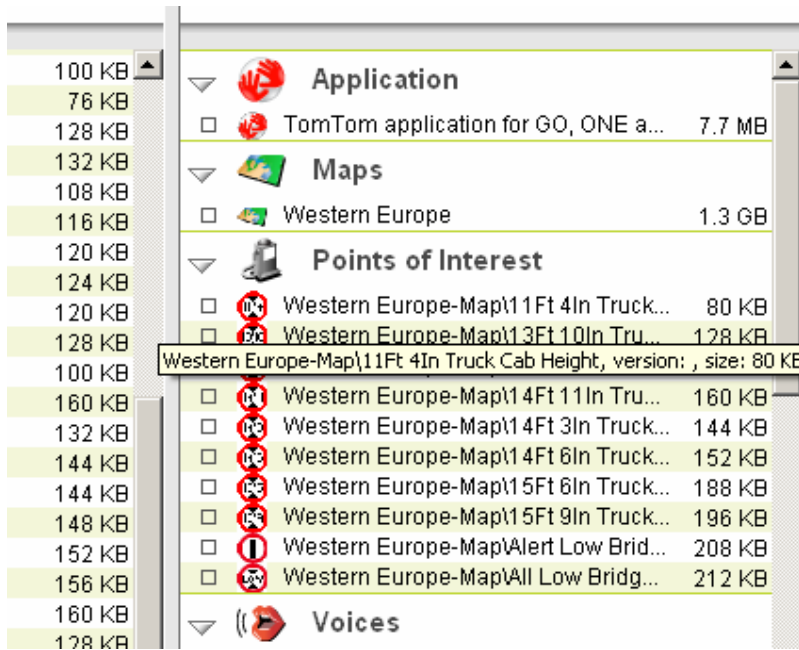 100 KB
76 KB
128 KB
132 KB
108 KB
116 KB
120 KB
124 KB
120 KB
128 KB
100 KB
160 KB
132 KB
144 KB
144 KB
148 KB
152 KB
156 KB
160 KB
128 KB
Application
TomTom application for GO, ONE a... 7.7 MB
Maps
Western Europe 1.3 GB
Points of Interest
Western Europe-Map\11Ft 4In Truck... 80 KB
Western Europe-Map\13Ft 10In Tru... 128 KB
Western Europe-Map\11Ft 4In Truck Cab Height, version: , size: 80 KB
Western Europe-Map\14Ft 11In Tru... 160 KB
Western Europe-Map\14Ft 3In Truck... 144 KB
Western Europe-Map\14Ft 6In Truck... 152 KB
Western Europe-Map\15Ft 6In Truck... 188 KB
Western Europe-Map\15Ft 9In Truck... 196 KB
Western Europe-Map\Alert Low Brid... 208 KB
Western Europe-Map\All Low Bridg... 212 KB
Voices